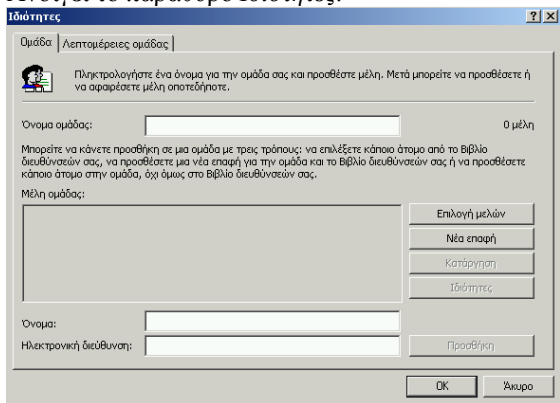 Ιδιότητες
Ομάδα Λεπτομέρειες ομάδας
Πληκτρολογήστε ένα όνομα για την ομάδα σας και προσθέστε μέλη. Μετά μπορείτε να προσθέσετε ή
να αφαιρέσετε μέλη οποτεδήποτε.
Όνομα ομάδας: 0 μέλη
Μπορείτε να κάνετε προσθήκη σε μια ομάδα με τρεις τρόπους: να επιλέξετε κάποιο άτομο από το Βιβλίο
διευθύνσεών σας, να προσθέσετε μια νέα επαφή για την ομάδα και το Βιβλίο διευθύνσεών σας ή να προσθέσετε
κάποιο άτομο στην ομάδα, όχι όμως στο Βιβλίο διευθύνσεών σας.
Μέλη ομάδας:
Επιλογή μελών
Νέα επαφή
Κατάργηση
Ιδιότητες
Όνομα:
Ηλεκτρονική διεύθυνση: Προσθήκη
OK Άκυρο